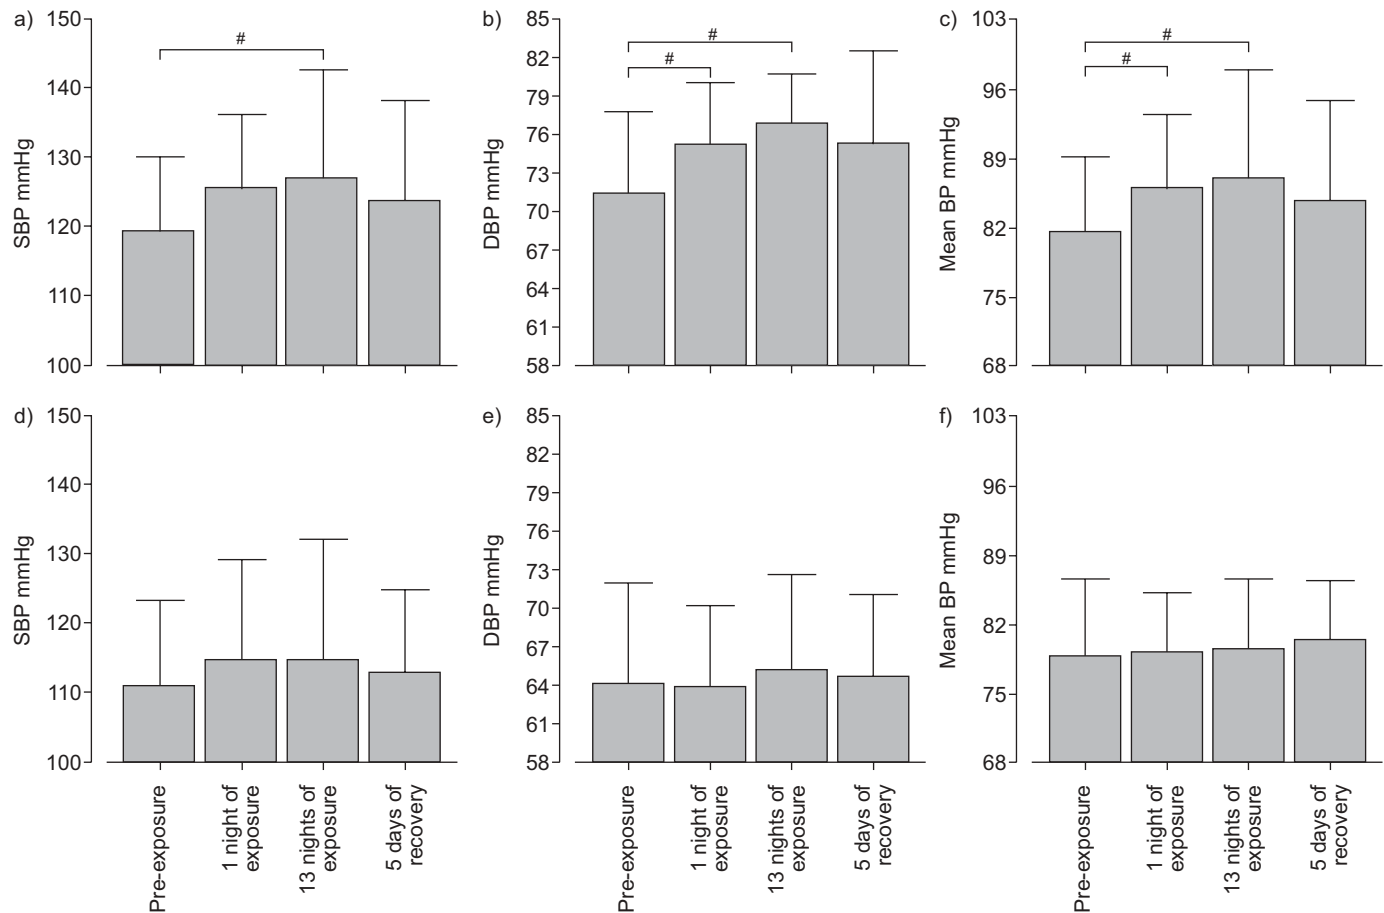 a)
SBP mmHg
150
140
130
120
110
100
#
b)
DBP mmHg
85
82
79
76
73
70
67
64
61
58
#
#
c)
Mean BP mmHg
103
96
89
82
75
68
#
#
d)
SBP mmHg
150
140
130
120
110
100
Pre-exposure
1 night of
exposure
13 nights of
exposure
5 days of
recovery
e)
DBP mmHg
85
82
79
76
73
70
67
64
61
58
Pre-exposure
1 night of
exposure
13 nights of
exposure
5 days of
recovery
f)
Mean BP mmHg
103
96
89
82
75
68
Pre-exposure
1 night of
exposure
13 nights of
exposure
5 days of
recovery